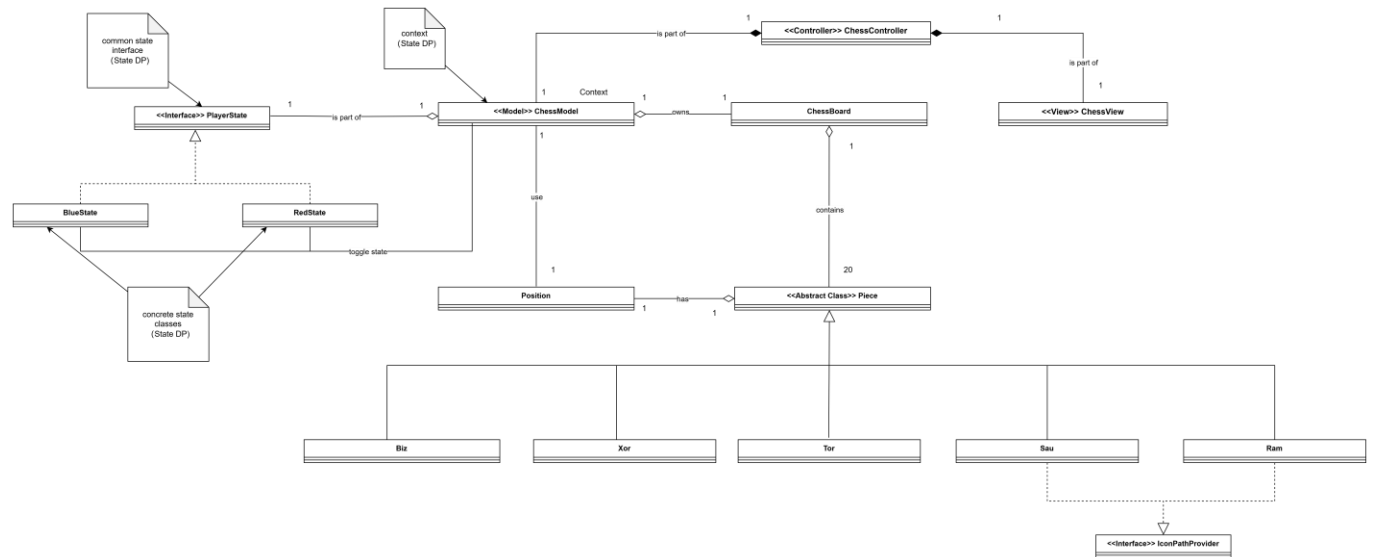 common state
interface
(State DP)
context
(State DP)
1
is part of
<<Controller>> ChessController
1
is part of
1
1
is part of
1
1
Context
1
owns
1
<<Interface>> PlayerState
<<Model>> ChessModel
ChessBoard
<<View>> ChessView
1
1
use
contains
BlueState
RedState
toggle state
1
20
Position
has
<<Abstract Class>> Piece
1
1
concrete state
classes
(State DP)
Biz
Xor
Tor
Sau
Ram
<<Interface>> IconPathProvider